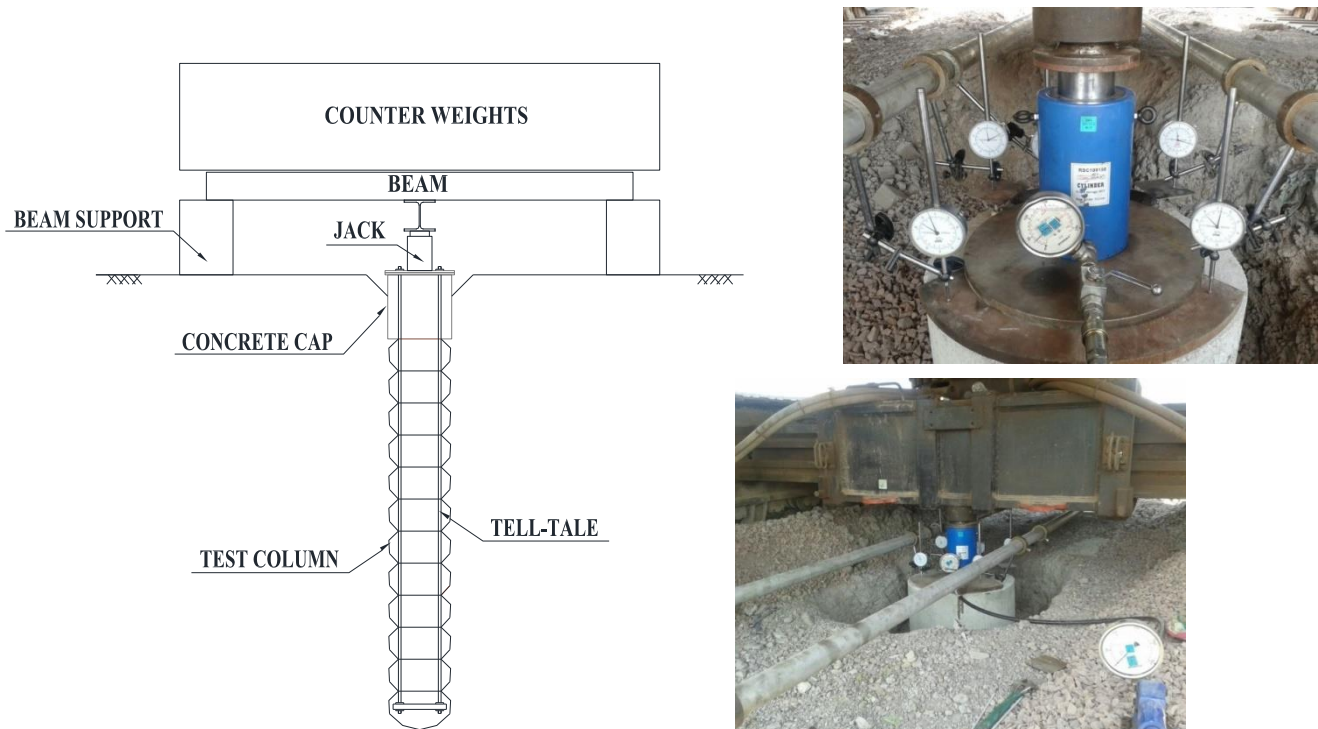 COUNTER WEIGHTS
BEAM
BEAM SUPPORT
JACK
CONCRETE CAP
TELL-TALE
TEST COLUMN
CYLINDER